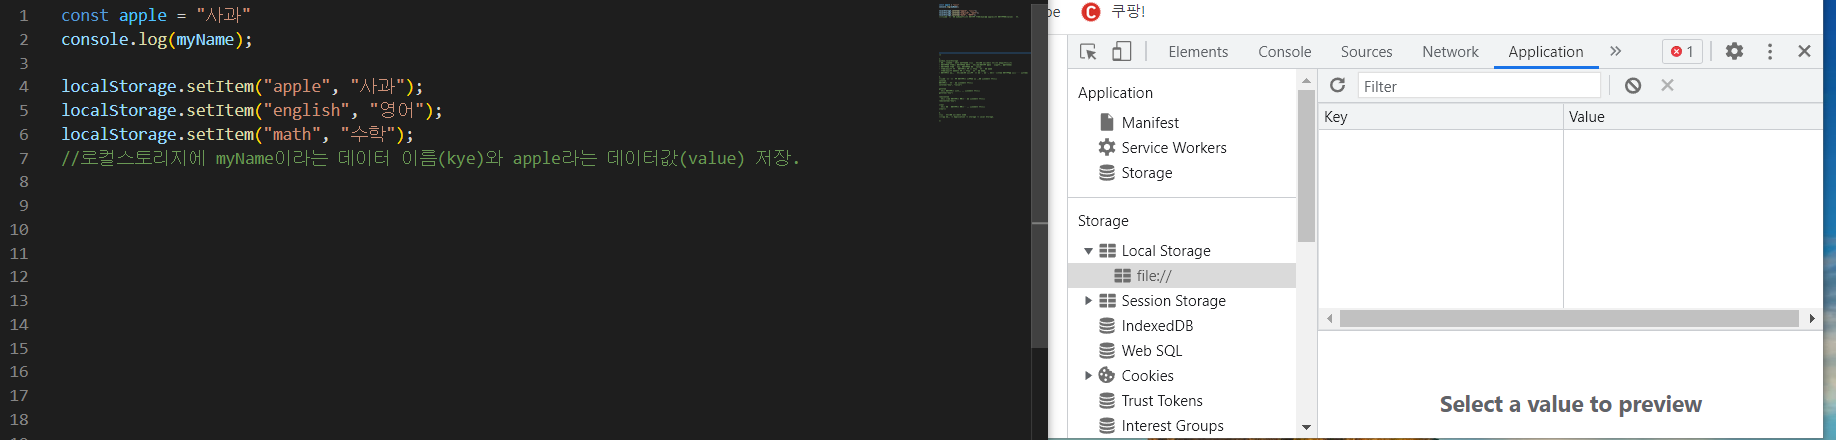 1 const apple = "사과"
2 console.log(myName);
3
4 localStorage.setItem("apple", "사과");
5 localStorage.setItem("english", "영어");
6 localStorage.setItem("math", "수학");
7 //로컬스토리지에 myName이라는 데이터 이름(kye)와 apple라는 데이터값(value) 저장.
8
9
10
11
12
13
14
15
16
17
18
쿠팡!
Elements Console Sources Network Application » 1
Application
Manifest
Service Workers
Storage
Storage
Local Storage
file://
Session Storage
IndexedDB
Web SQL
Cookies
Trust Tokens
Interest Groups
Filter
Key Value
Select a value to preview